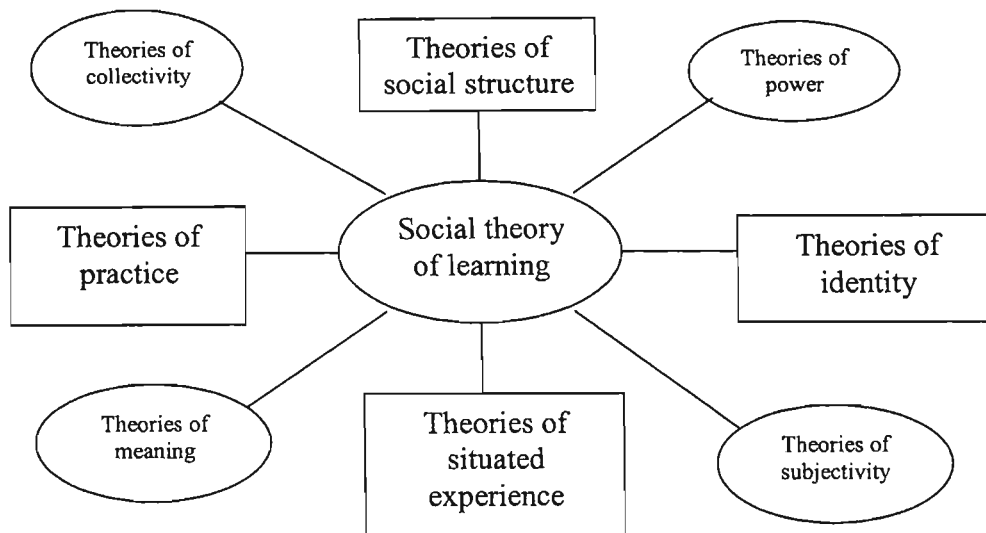 Theories of
collectivity
Theories of
social structure
Theories of
power
Theories of
practice
Social theory
of learning
Theories of
identity
Theories of
meaning
Theories of
situated
experience
Theories of
subjectivity